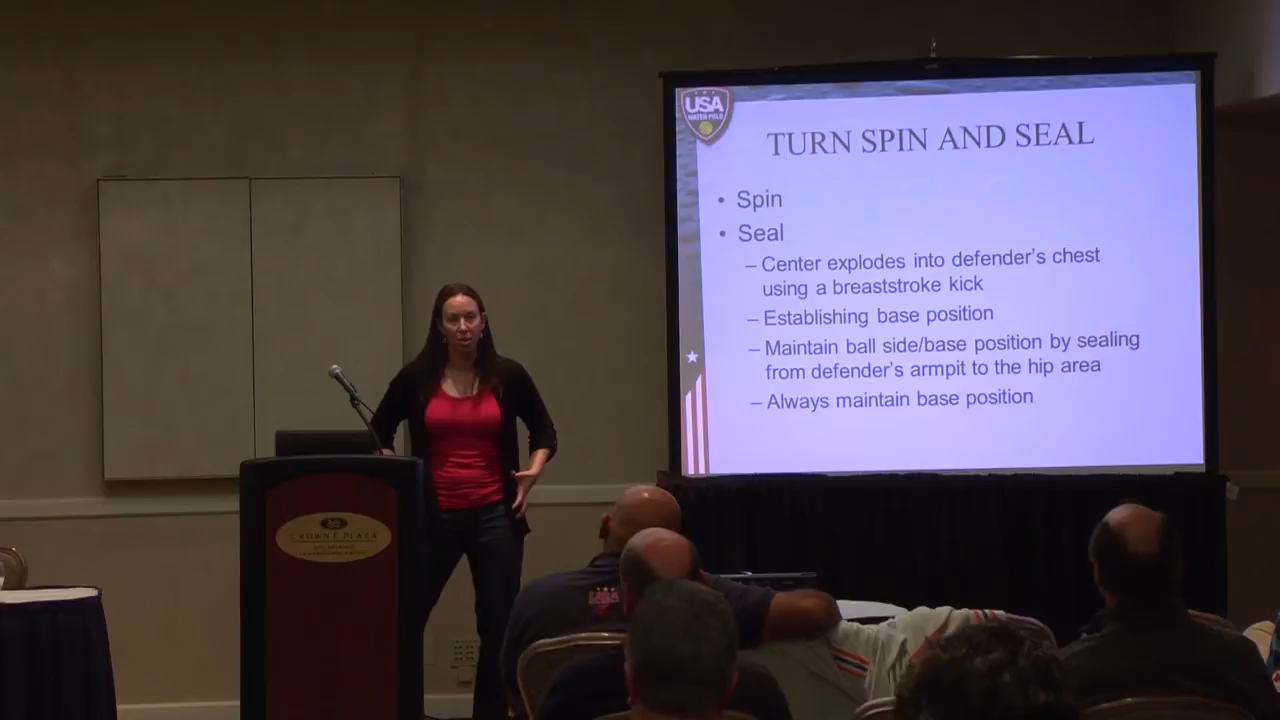 USA
WATER POLO
TURN SPIN AND SEAL
• Spin
• Seal
– Center explodes into defender's chest
using a breaststroke kick
– Establishing base position
– Maintain ball side/base position by sealing
from defender's armpit to the hip area
– Always maintain base position
CROWNE PLAZA
USA